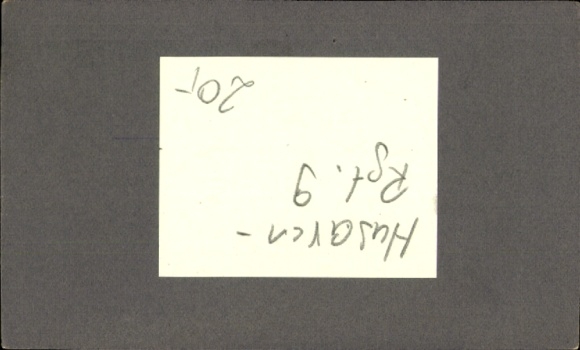 Husaren-
Rgt. 9
20,-